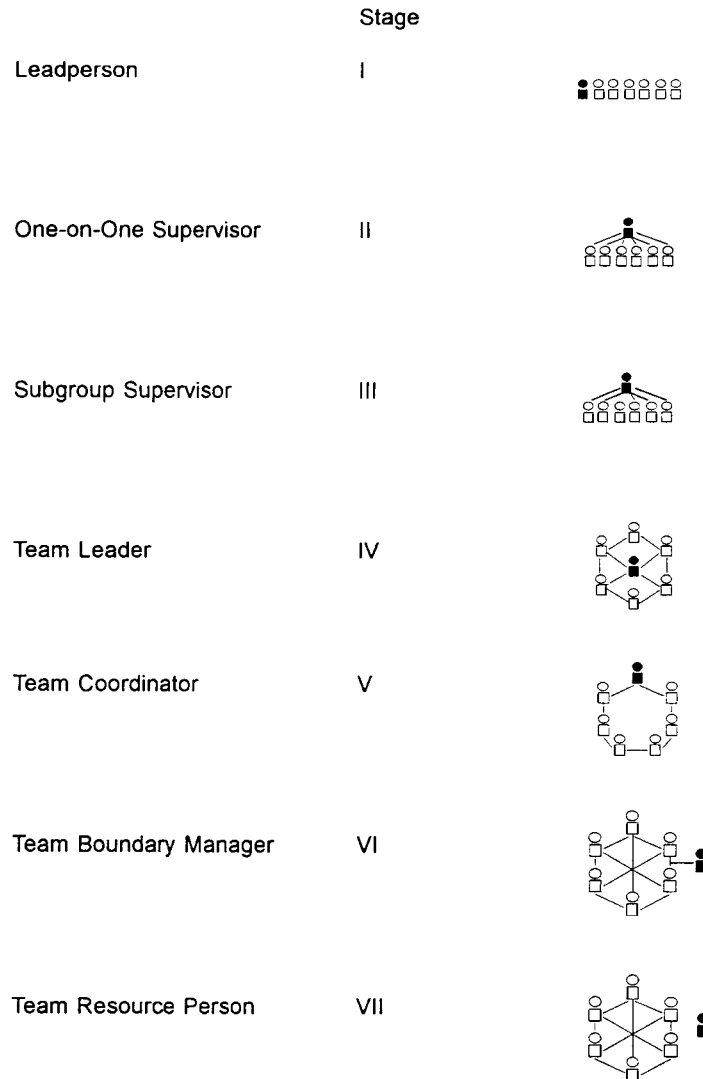 Stage
Leadperson I
One-on-One Supervisor II
Subgroup Supervisor III
Team Leader IV
Team Coordinator V
Team Boundary Manager VI
Team Resource Person VII